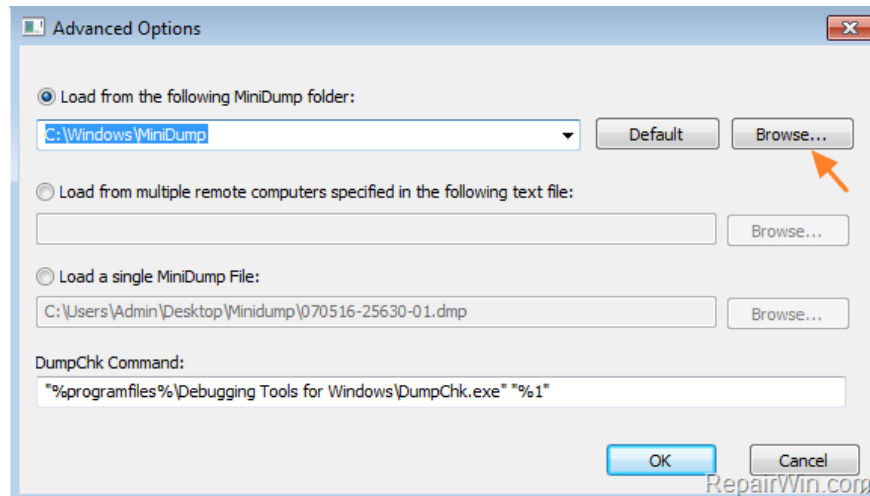 Advanced Options
Load from the following MiniDump folder:
C:\Windows\MiniDump
Default
Browse...
Load from multiple remote computers specified in the following text file:
Browse...
Load a single MiniDump File:
C:\Users\Admin\Desktop\Minidump\070516-25630-01.dmp
Browse...
DumpChk Command:
"%programfiles%\Debugging Tools for Windows\DumpChk.exe" "%1"
OK
Cancel
RepairWin.com